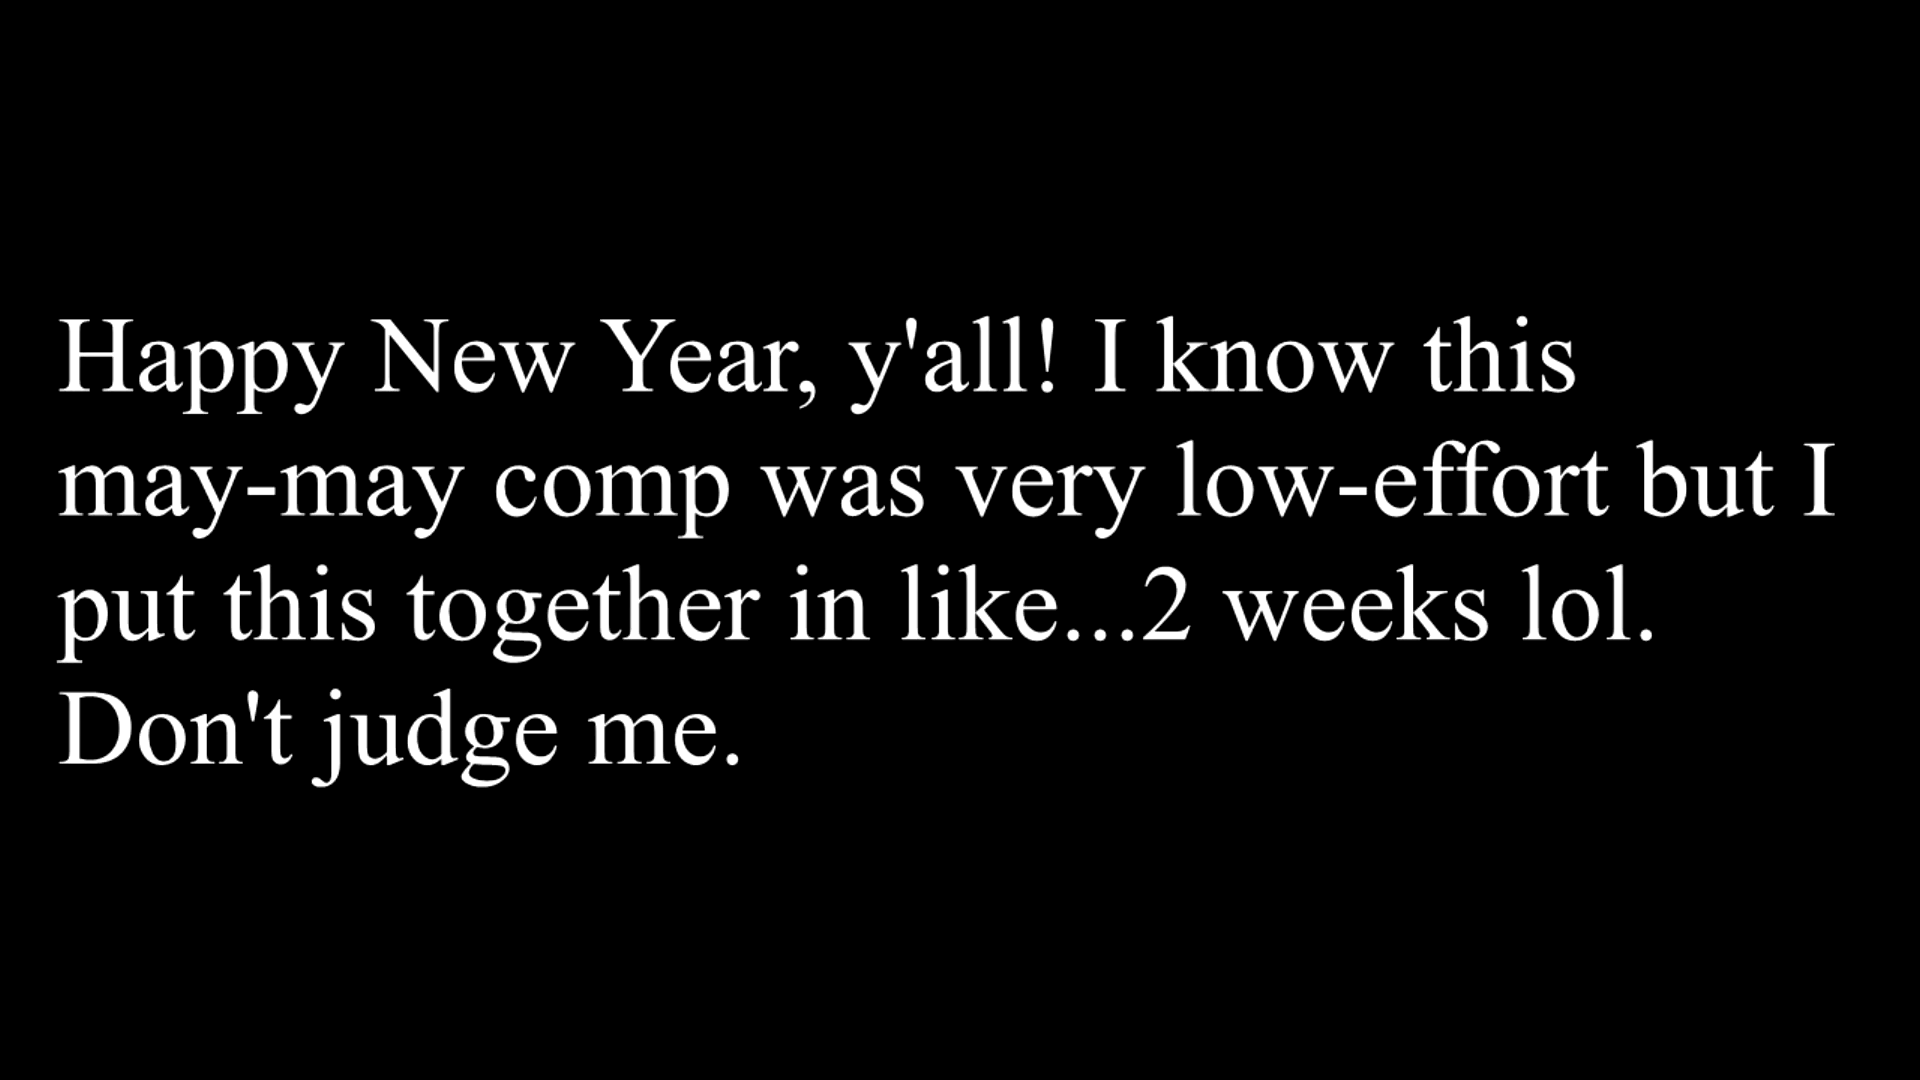 Happy New Year, y'all! I know this
may-may comp was very low-effort but I
put this together in like...2 weeks lol.
Don't judge me.